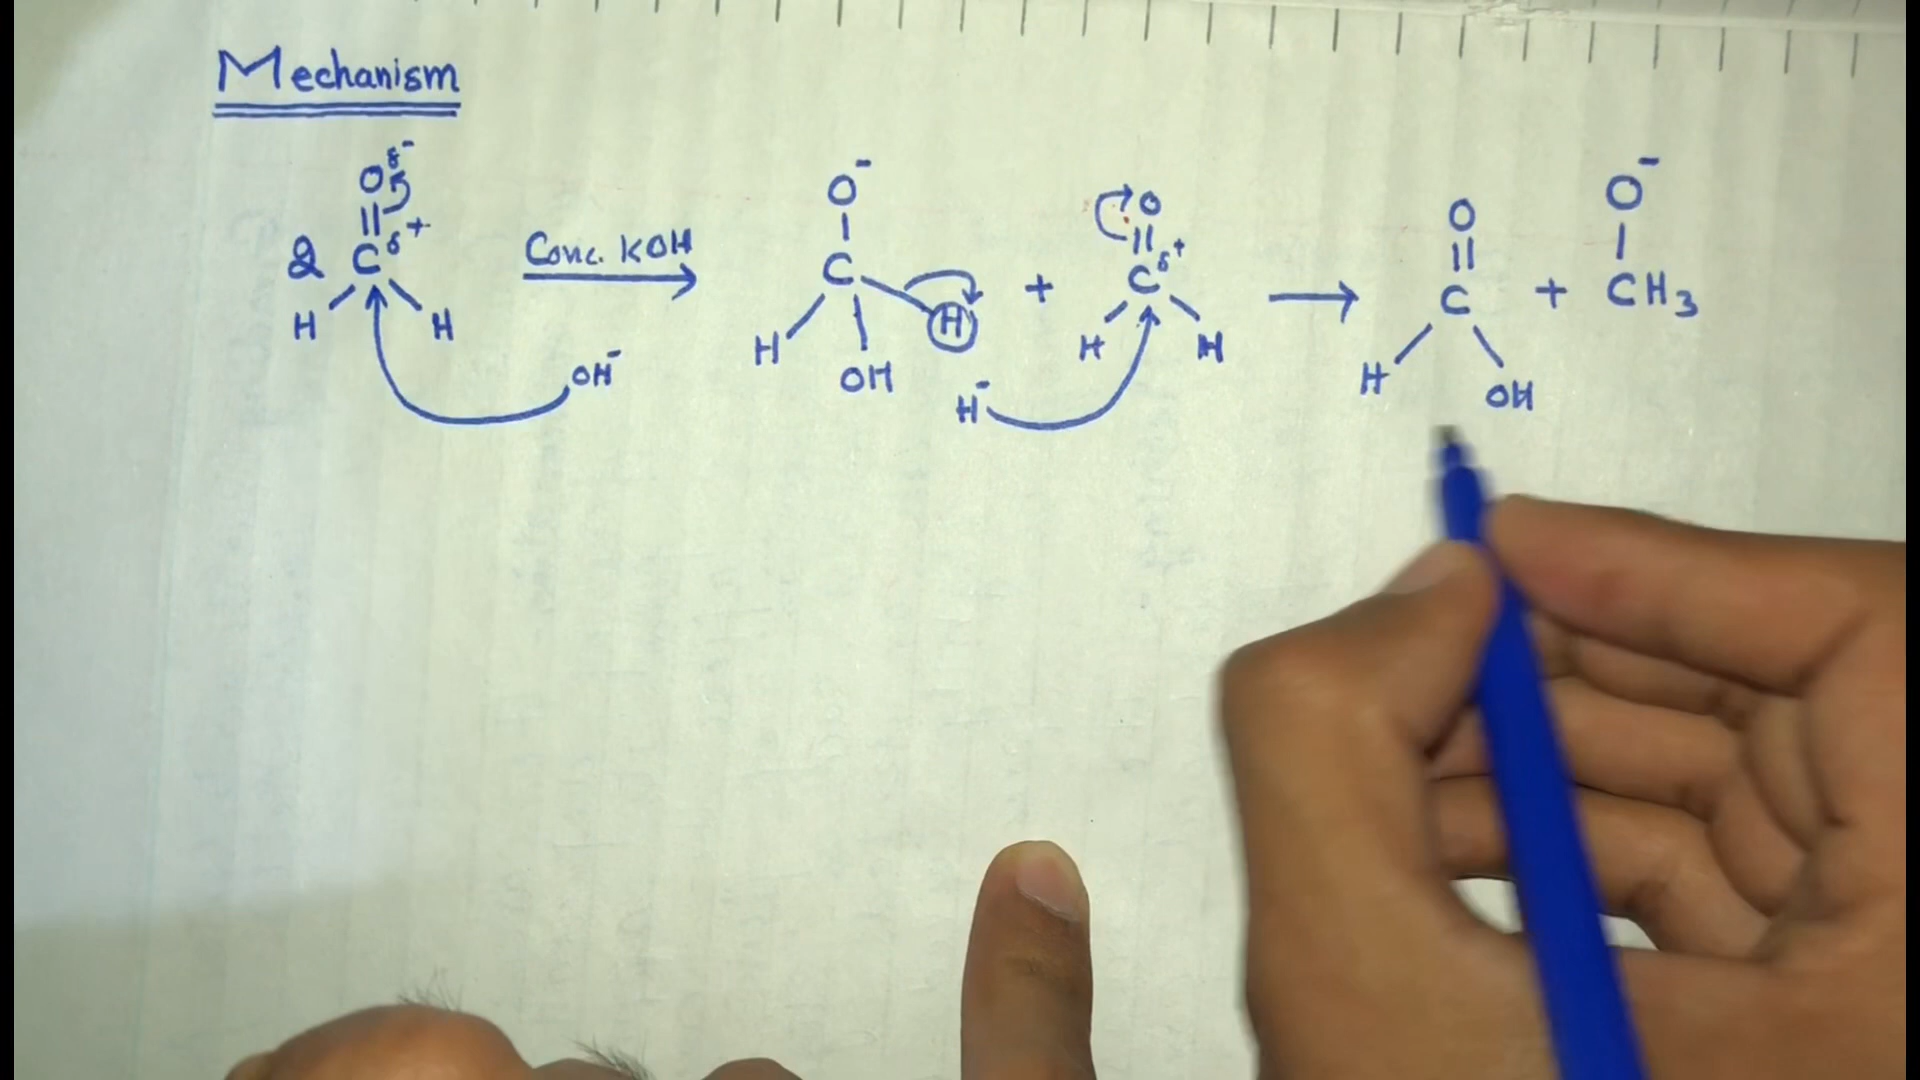 Mechanism
O δ- O- O O O-
2 C δ+ Conc. KOH C + C δ+ → C + CH3
H H OH- H OH H H H H OH
H-